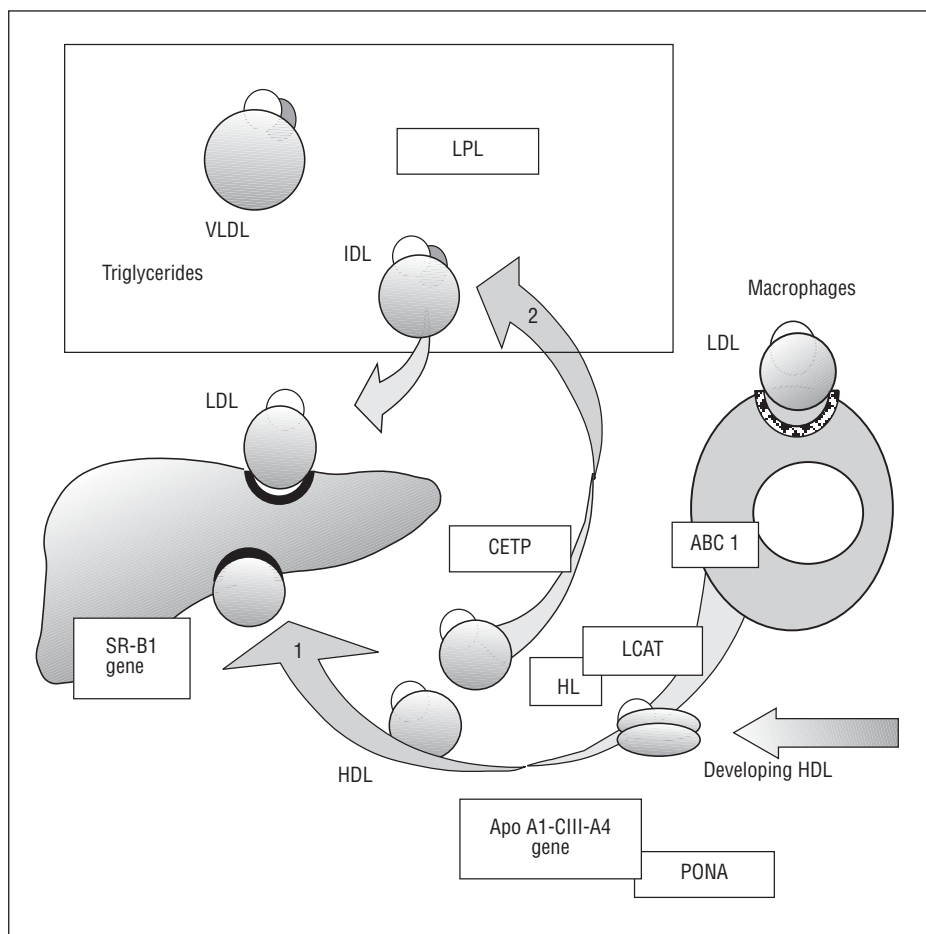 LPL
VLDL
IDL
Triglycerides
2
Macrophages
LDL
LDL
CETP
ABC 1
SR-B1
gene
1
LCAT
HL
HDL
Developing HDL
Apo A1-CIII-A4
gene
PONA